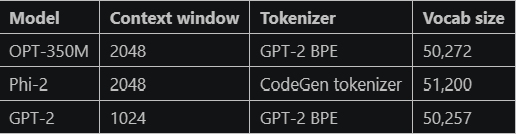 Model Context window Tokenizer Vocab size
OPT-350M 2048 GPT-2 BPE 50,272
Phi-2 2048 CodeGen tokenizer 51,200
GPT-2 1024 GPT-2 BPE 50,257